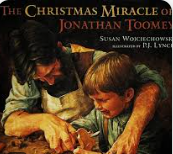 THE CHRISTMAS MIRACLE OF
JONATHAN TOOMEY
SUSAN WOJCIECHOWSKI
ILLUSTRATED BY P.J. LYNCH